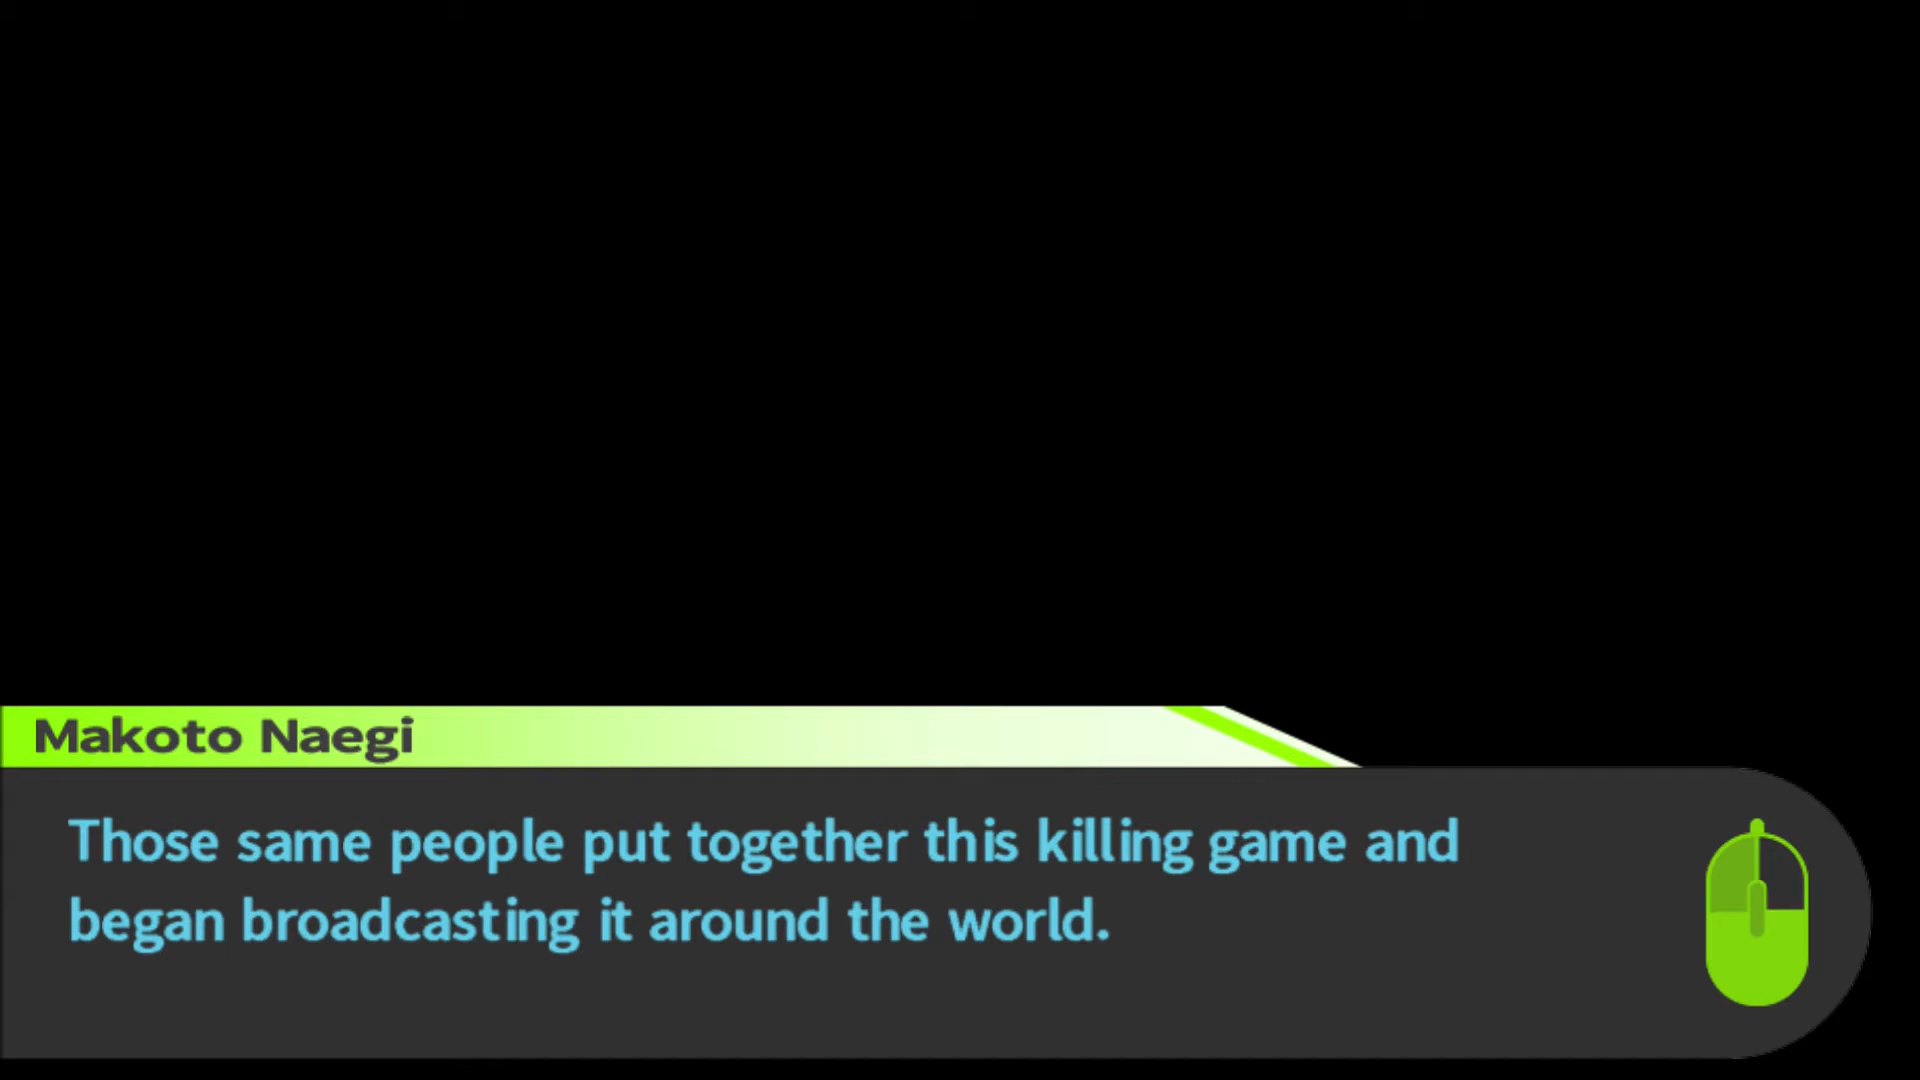 Makoto Naegi
Those same people put together this killing game and
began broadcasting it around the world.